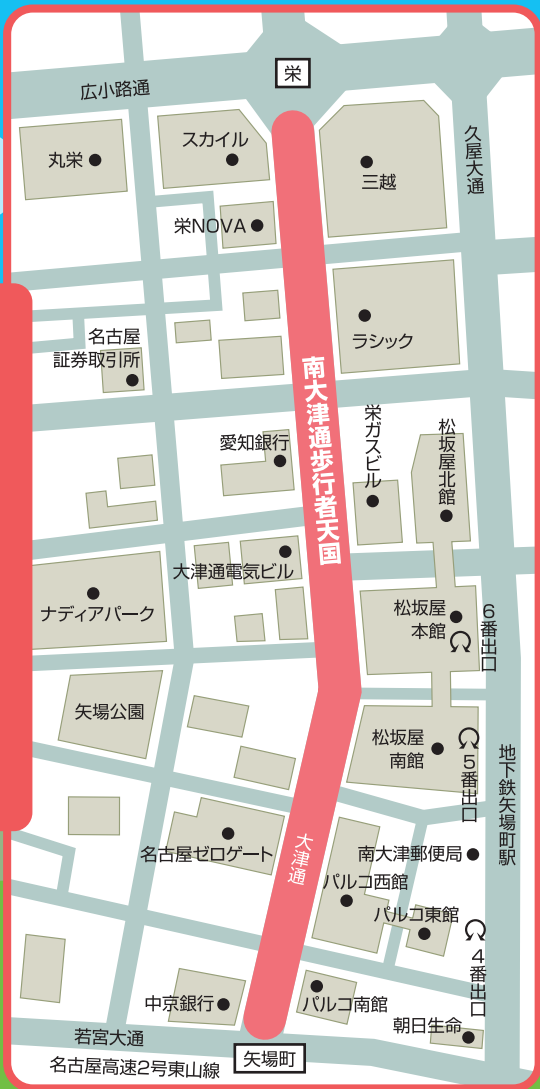 栄
広小路通
久屋大通
丸栄
スカイル
三越
栄NOVA
ラシック
名古屋
証券取引所
南大津通歩行者天国
愛知銀行
栄ガスビル
松坂屋北館
大津通電気ビル
ナディアパーク
松坂屋
本館
6番出口
矢場公園
松坂屋
南館
5番出口
地下鉄矢場町駅
名古屋ゼロゲート
大津通
南大津郵便局
パルコ西館
パルコ東館
4番出口
中京銀行
パルコ南館
朝日生命
若宮大通
矢場町
名古屋高速2号東山線